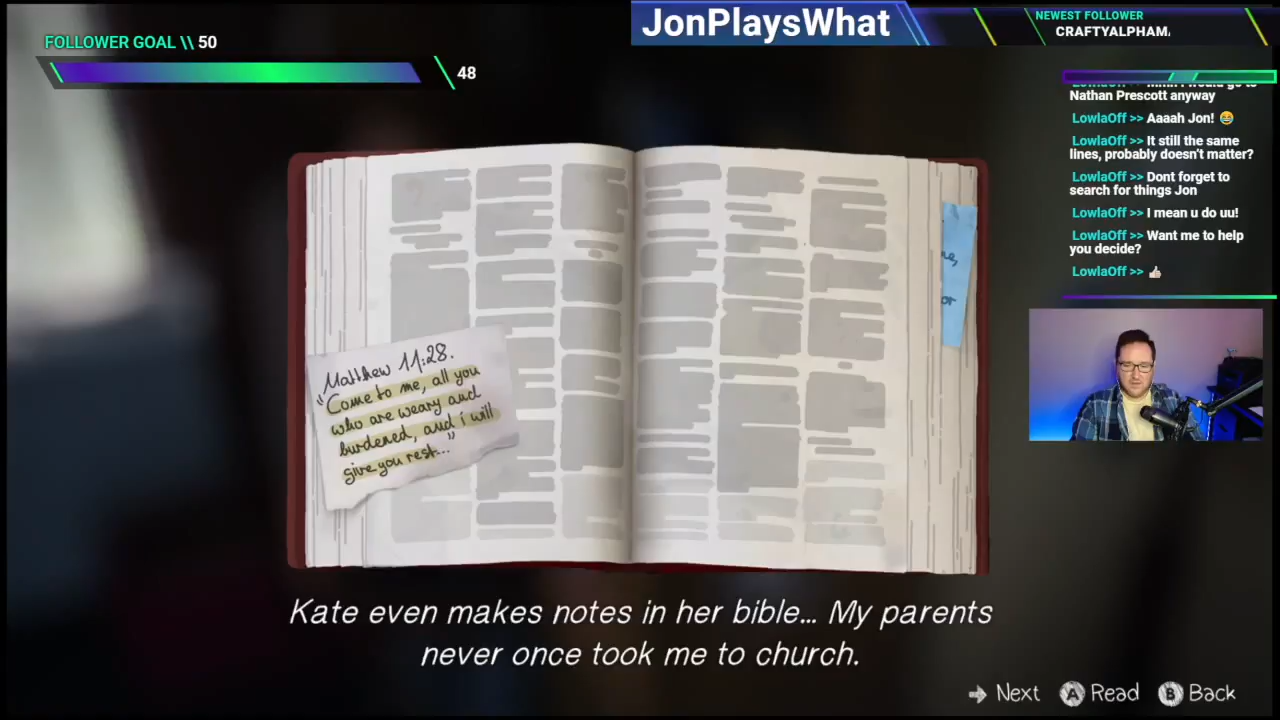 FOLLOWER GOAL \\ 50
48
JonPlaysWhat
NEWEST FOLLOWER
CRAFTYALPHAMA
Nathan Prescott anyway
LowlaOff >> Aaaah Jon! 😂
LowlaOff >> It still the same
lines, probably doesn't matter?
LowlaOff >> Dont forget to
search for things Jon
LowlaOff >> I mean u do uu!
LowlaOff >> Want me to help
you decide?
LowlaOff >> 👍🏻
Matthew 11:28.
"Come to me, all you
who are weary and
burdened, and i will
give you rest..."
or
Kate even makes notes in her bible... My parents
never once took me to church.
Next
A Read
B Back